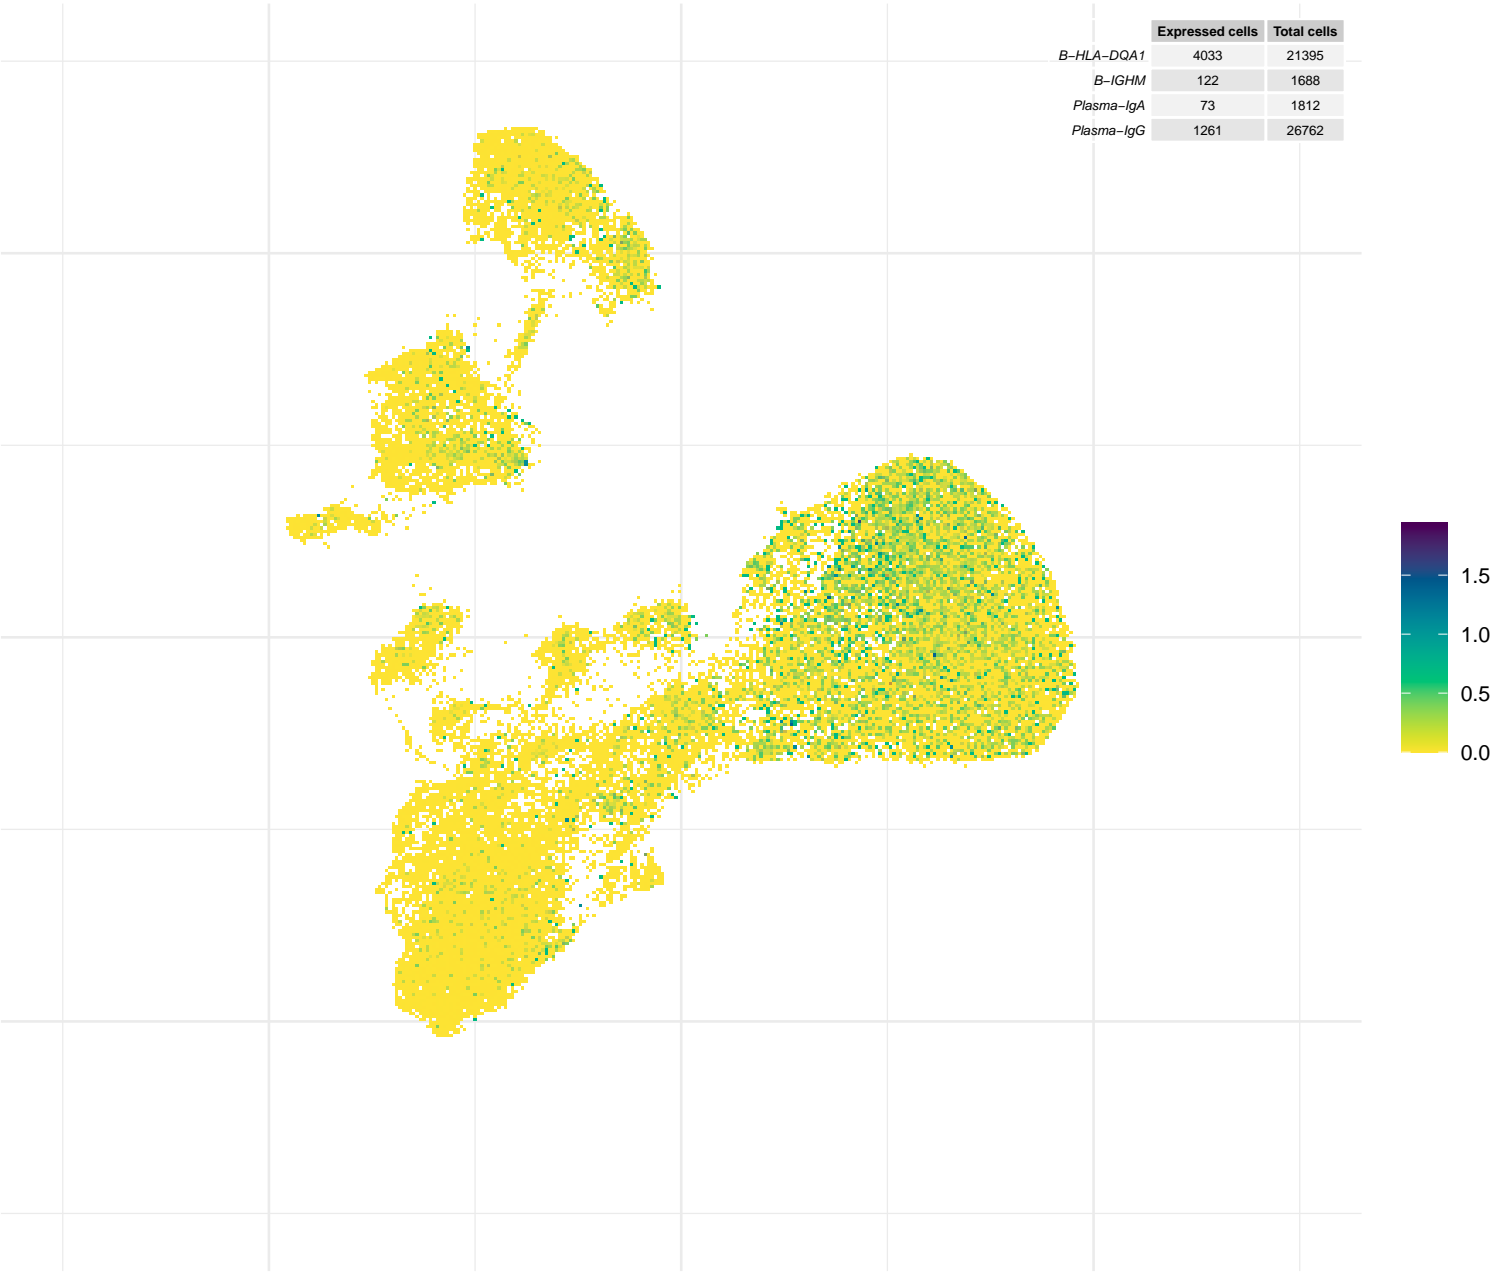 Expressed cells Total cells
B−HLA−DQA1 4033 21395
B−IGHM 122 1688
Plasma−IgA 73 1812
Plasma−IgG 1261 26762
1.5
1.0
0.5
0.0